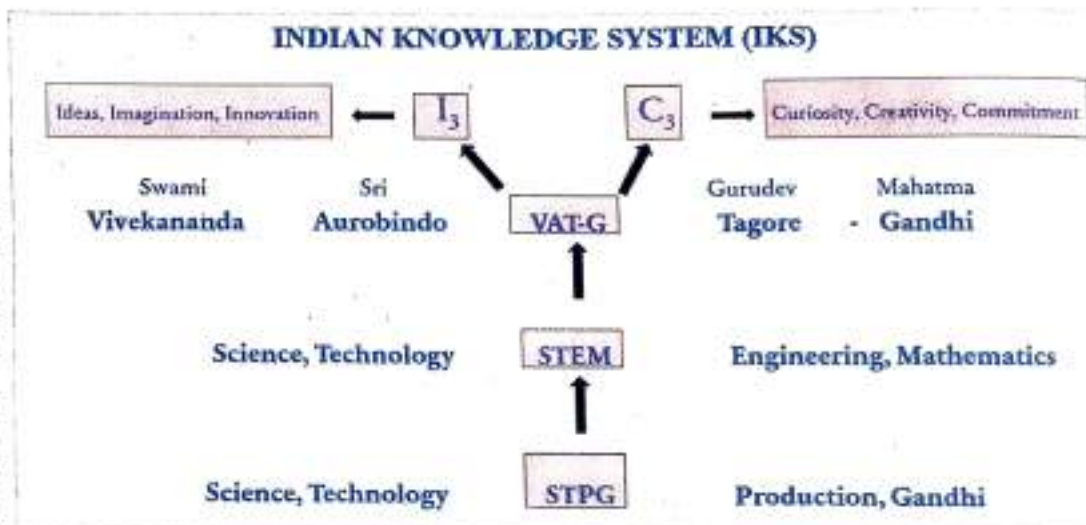 INDIAN KNOWLEDGE SYSTEM (IKS)
Ideas, Imagination, Innovation I₃ C₃ Curiosity, Creativity, Commitment
Swami Sri Gurudev Mahatma
Vivekananda Aurobindo VAT-G Tagore - Gandhi
Science, Technology STEM Engineering, Mathematics
Science, Technology STPG Production, Gandhi